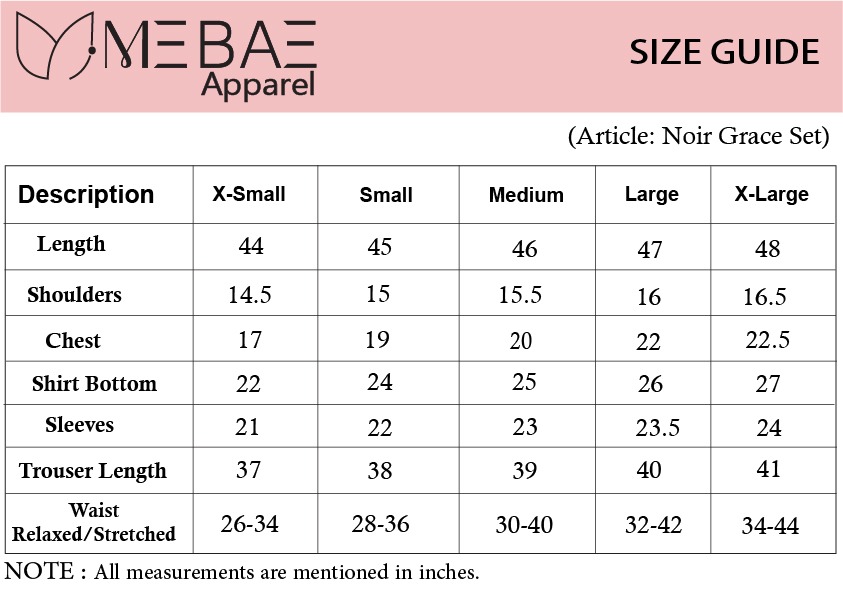 MEBAE
Apparel
SIZE GUIDE
(Article: Noir Grace Set)
Description X-Small Small Medium Large X-Large
Length 44 45 46 47 48
Shoulders 14.5 15 15.5 16 16.5
Chest 17 19 20 22 22.5
Shirt Bottom 22 24 25 26 27
Sleeves 21 22 23 23.5 24
Trouser Length 37 38 39 40 41
Waist
Relaxed/Stretched 26-34 28-36 30-40 32-42 34-44
NOTE : All measurements are mentioned in inches.